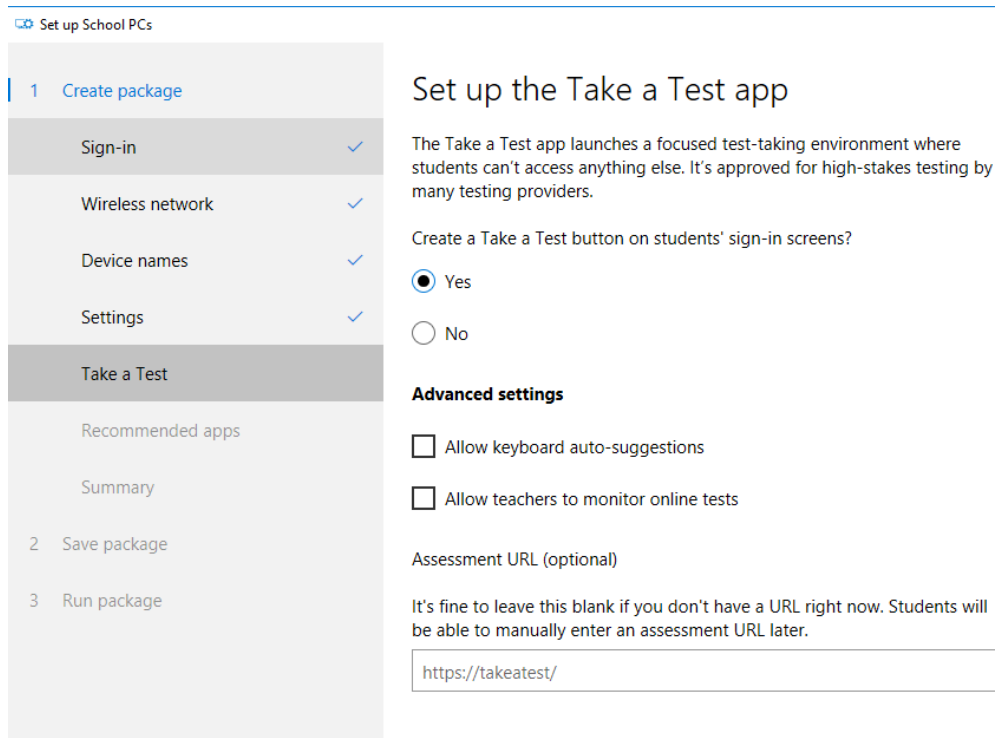 Set up School PCs
1 Create package
Sign-in
Wireless network
Device names
Settings
Take a Test
Recommended apps
Summary
2 Save package
3 Run package
Set up the Take a Test app
The Take a Test app launches a focused test-taking environment where
students can't access anything else. It's approved for high-stakes testing by
many testing providers.
Create a Take a Test button on students' sign-in screens?
Yes
No
Advanced settings
Allow keyboard auto-suggestions
Allow teachers to monitor online tests
Assessment URL (optional)
It's fine to leave this blank if you don't have a URL right now. Students will
be able to manually enter an assessment URL later.
https://takeatest/